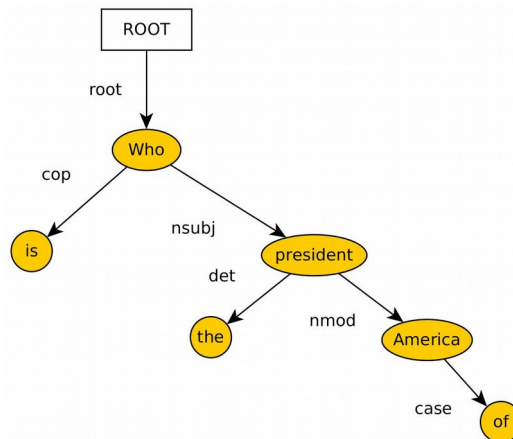 ROOT
root
Who
cop
is
nsubj
president
det
the
nmod
America
case
of